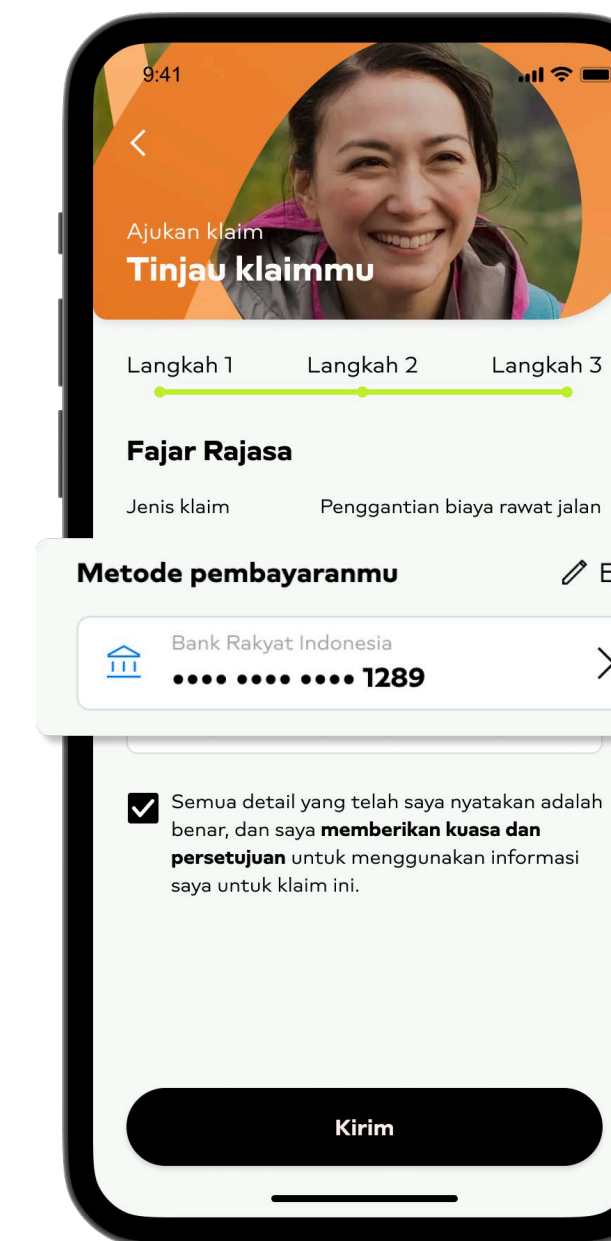 9:41
Ajukan klaim
Tinjau klaimmu
Langkah 1 Langkah 2 Langkah 3
Fajar Rajasa
Jenis klaim Penggantian biaya rawat jalan
Metode pembayaranmu
Bank Rakyat Indonesia
•••• •••• •••• 1289
Semua detail yang telah saya nyatakan adalah
benar, dan saya memberikan kuasa dan
persetujuan untuk menggunakan informasi
saya untuk klaim ini.
Kirim